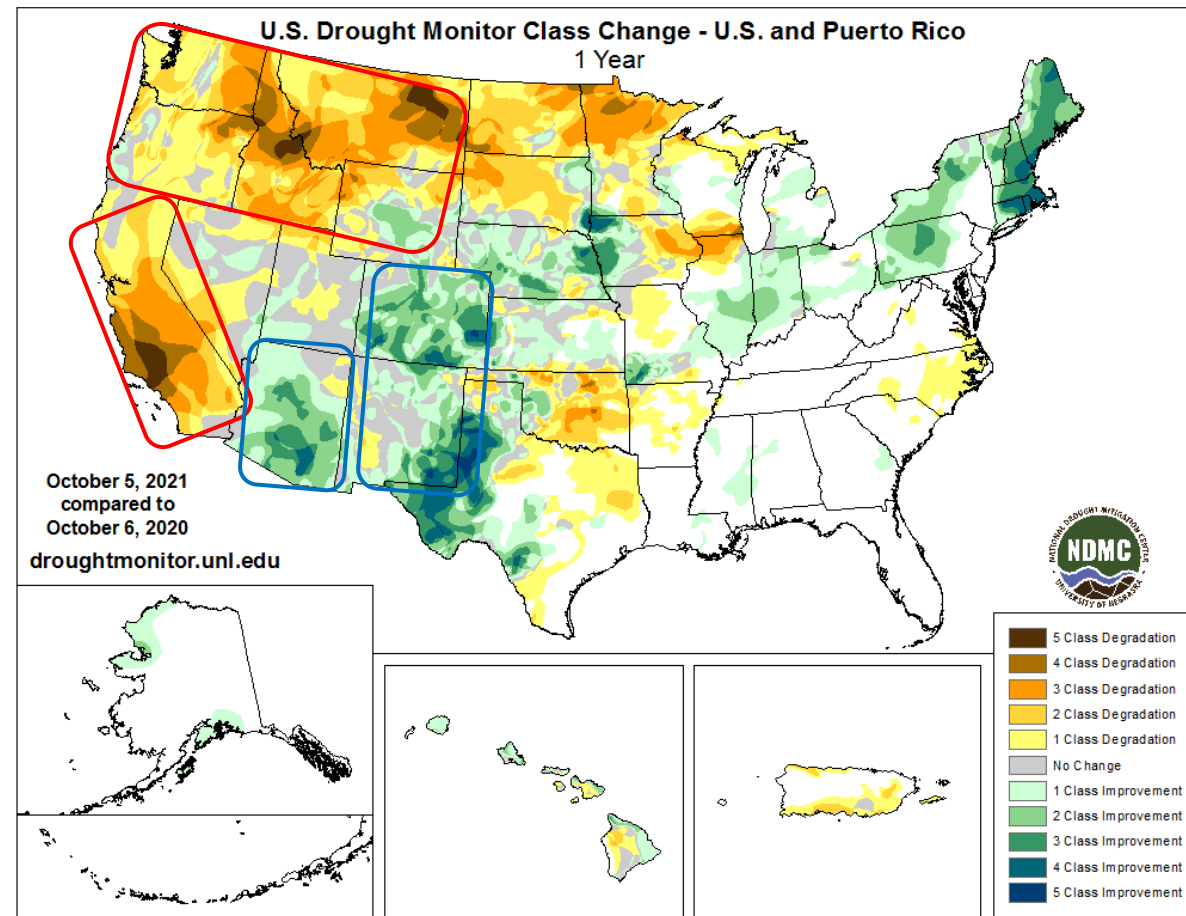 U.S. Drought Monitor Class Change - U.S. and Puerto Rico
1 Year
October 5, 2021
compared to
October 6, 2020
droughtmonitor.unl.edu
NATIONAL DROUGHT MITIGATION CENTER
NDMC
UNIVERSITY OF NEBRASKA
5 Class Degradation
4 Class Degradation
3 Class Degradation
2 Class Degradation
1 Class Degradation
No Change
1 Class Improvement
2 Class Improvement
3 Class Improvement
4 Class Improvement
5 Class Improvement